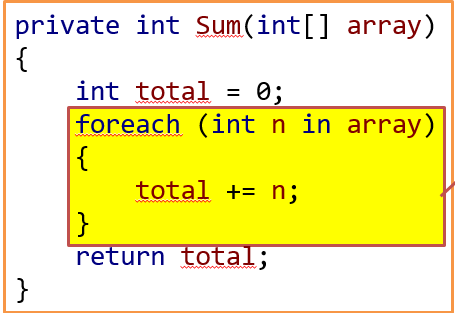 private int Sum(int[] array)
{
    int total = 0;
    foreach (int n in array)
    {
        total += n;
    }
    return total;
}